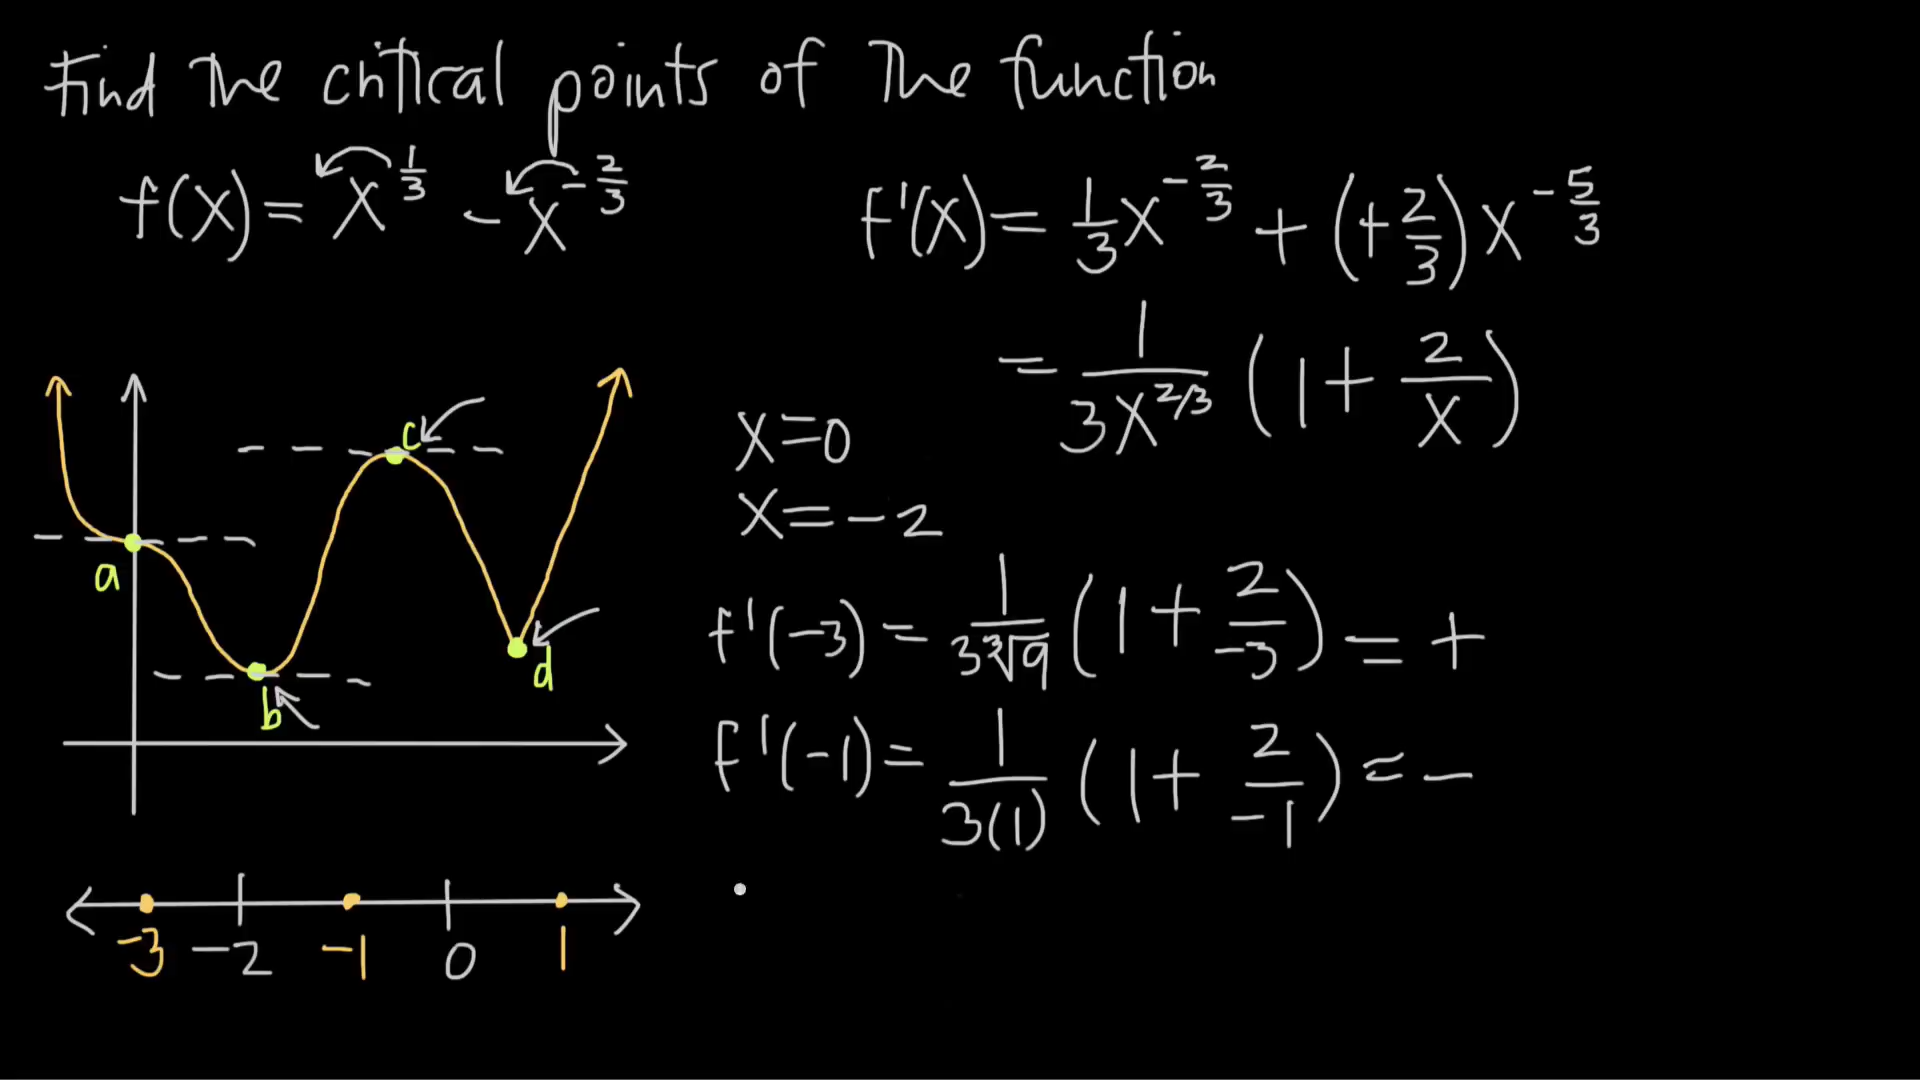 Find The critical points of The function
f(x) = x^{1/3} - x^{-2/3}
f'(x) = 1/3 x^{-2/3} + (+2/3) x^{-5/3}
= 1/(3x^{2/3}) (1 + 2/x)
x=0
x=-2
f'(-3) = 1/(3∛9) (1 + 2/-3) = +
f'(-1) = 1/(3(1)) (1 + 2/-1) = -
c
a
d
b
-3 -2 -1 0 1